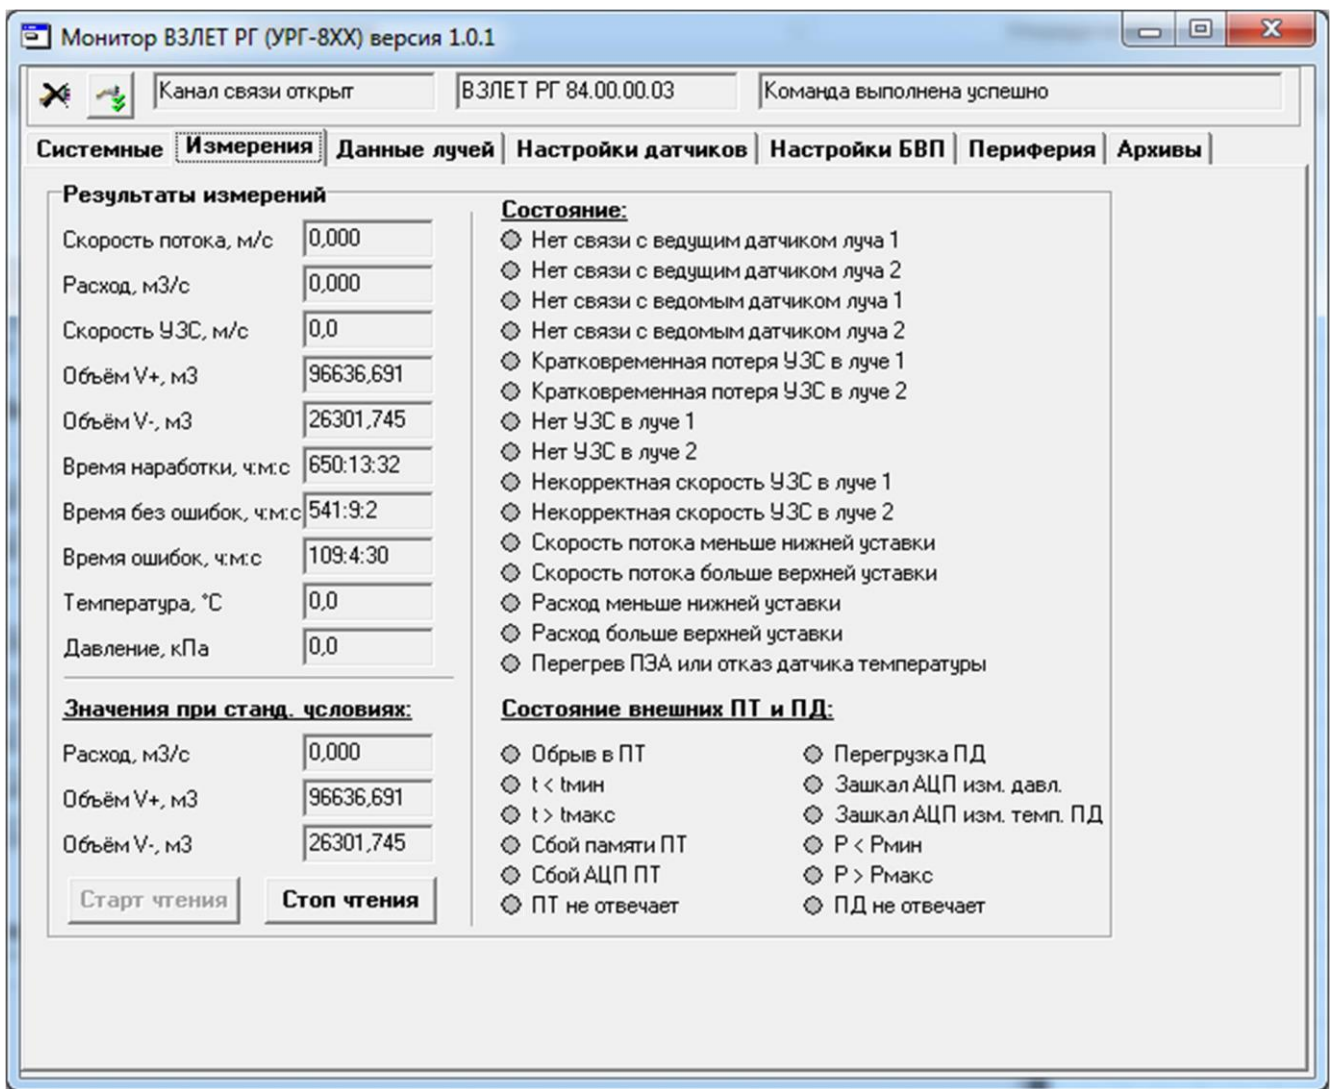 Монитор ВЗЛЕТ РГ (УРГ-8ХХ) версия 1.0.1
Канал связи открыт ВЗЛЕТ РГ 84.00.00.03 Команда выполнена успешно
Системные Измерения Данные лучей Настройки датчиков Настройки БВП Периферия Архивы
Результаты измерений
Скорость потока, м/с 0,000
Расход, м3/с 0,000
Скорость УЗС, м/с 0,0
Объём V+, м3 96636,691
Объём V-, м3 26301,745
Время наработки, ч:м:с 650:13:32
Время без ошибок, ч:м:с 541:9:2
Время ошибок, ч:м:с 109:4:30
Температура, °C 0,0
Давление, кПа 0,0
Значения при станд. условиях:
Расход, м3/с 0,000
Объём V+, м3 96636,691
Объём V-, м3 26301,745
Старт чтения Стоп чтения
Состояние:
Нет связи с ведущим датчиком луча 1
Нет связи с ведущим датчиком луча 2
Нет связи с ведомым датчиком луча 1
Нет связи с ведомым датчиком луча 2
Кратковременная потеря УЗС в луче 1
Кратковременная потеря УЗС в луче 2
Нет УЗС в луче 1
Нет УЗС в луче 2
Некорректная скорость УЗС в луче 1
Некорректная скорость УЗС в луче 2
Скорость потока меньше нижней уставки
Скорость потока больше верхней уставки
Расход меньше нижней уставки
Расход больше верхней уставки
Перегрев ПЭА или отказ датчика температуры
Состояние внешних ПТ и ПД:
Обрыв в ПТ Перегрузка ПД
t < tмин Зашкал АЦП изм. давл.
t > tмакс Зашкал АЦП изм. темп. ПД
Сбой памяти ПТ P < Pмин
Сбой АЦП ПТ P > Pмакс
ПТ не отвечает ПД не отвечает